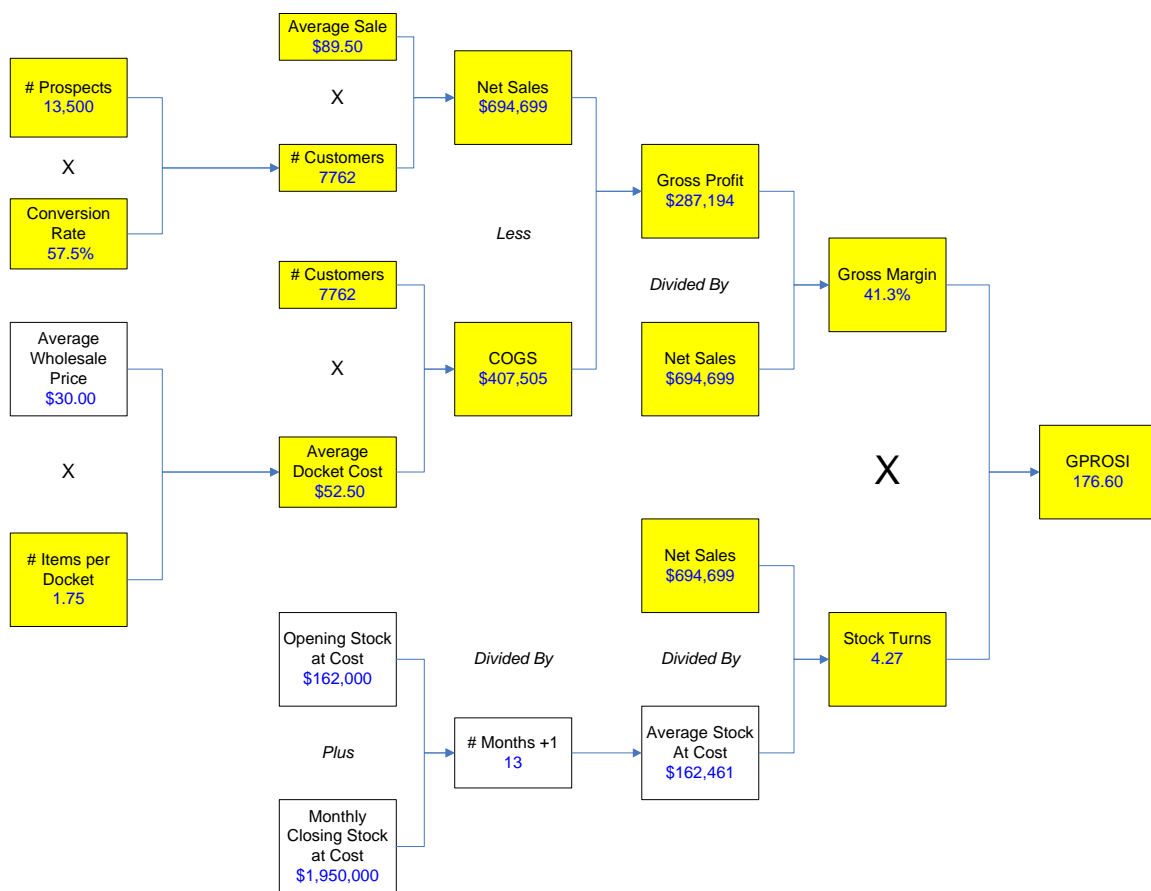 Average Sale
$89.50
# Prospects
13,500
X
Net Sales
$694,699
X
# Customers
7762
Conversion
Rate
57.5%
Gross Profit
$287,194
Less
# Customers
7762
Divided By
Gross Margin
41.3%
Average
Wholesale
Price
$30.00
X
COGS
$407,505
Net Sales
$694,699
X
Average
Docket Cost
$52.50
X
GPROSI
176.60
# Items per
Docket
1.75
Net Sales
$694,699
Opening Stock
at Cost
$162,000
Divided By
Divided By
Stock Turns
4.27
Plus
# Months +1
13
Average Stock
At Cost
$162,461
Monthly
Closing Stock
at Cost
$1,950,000